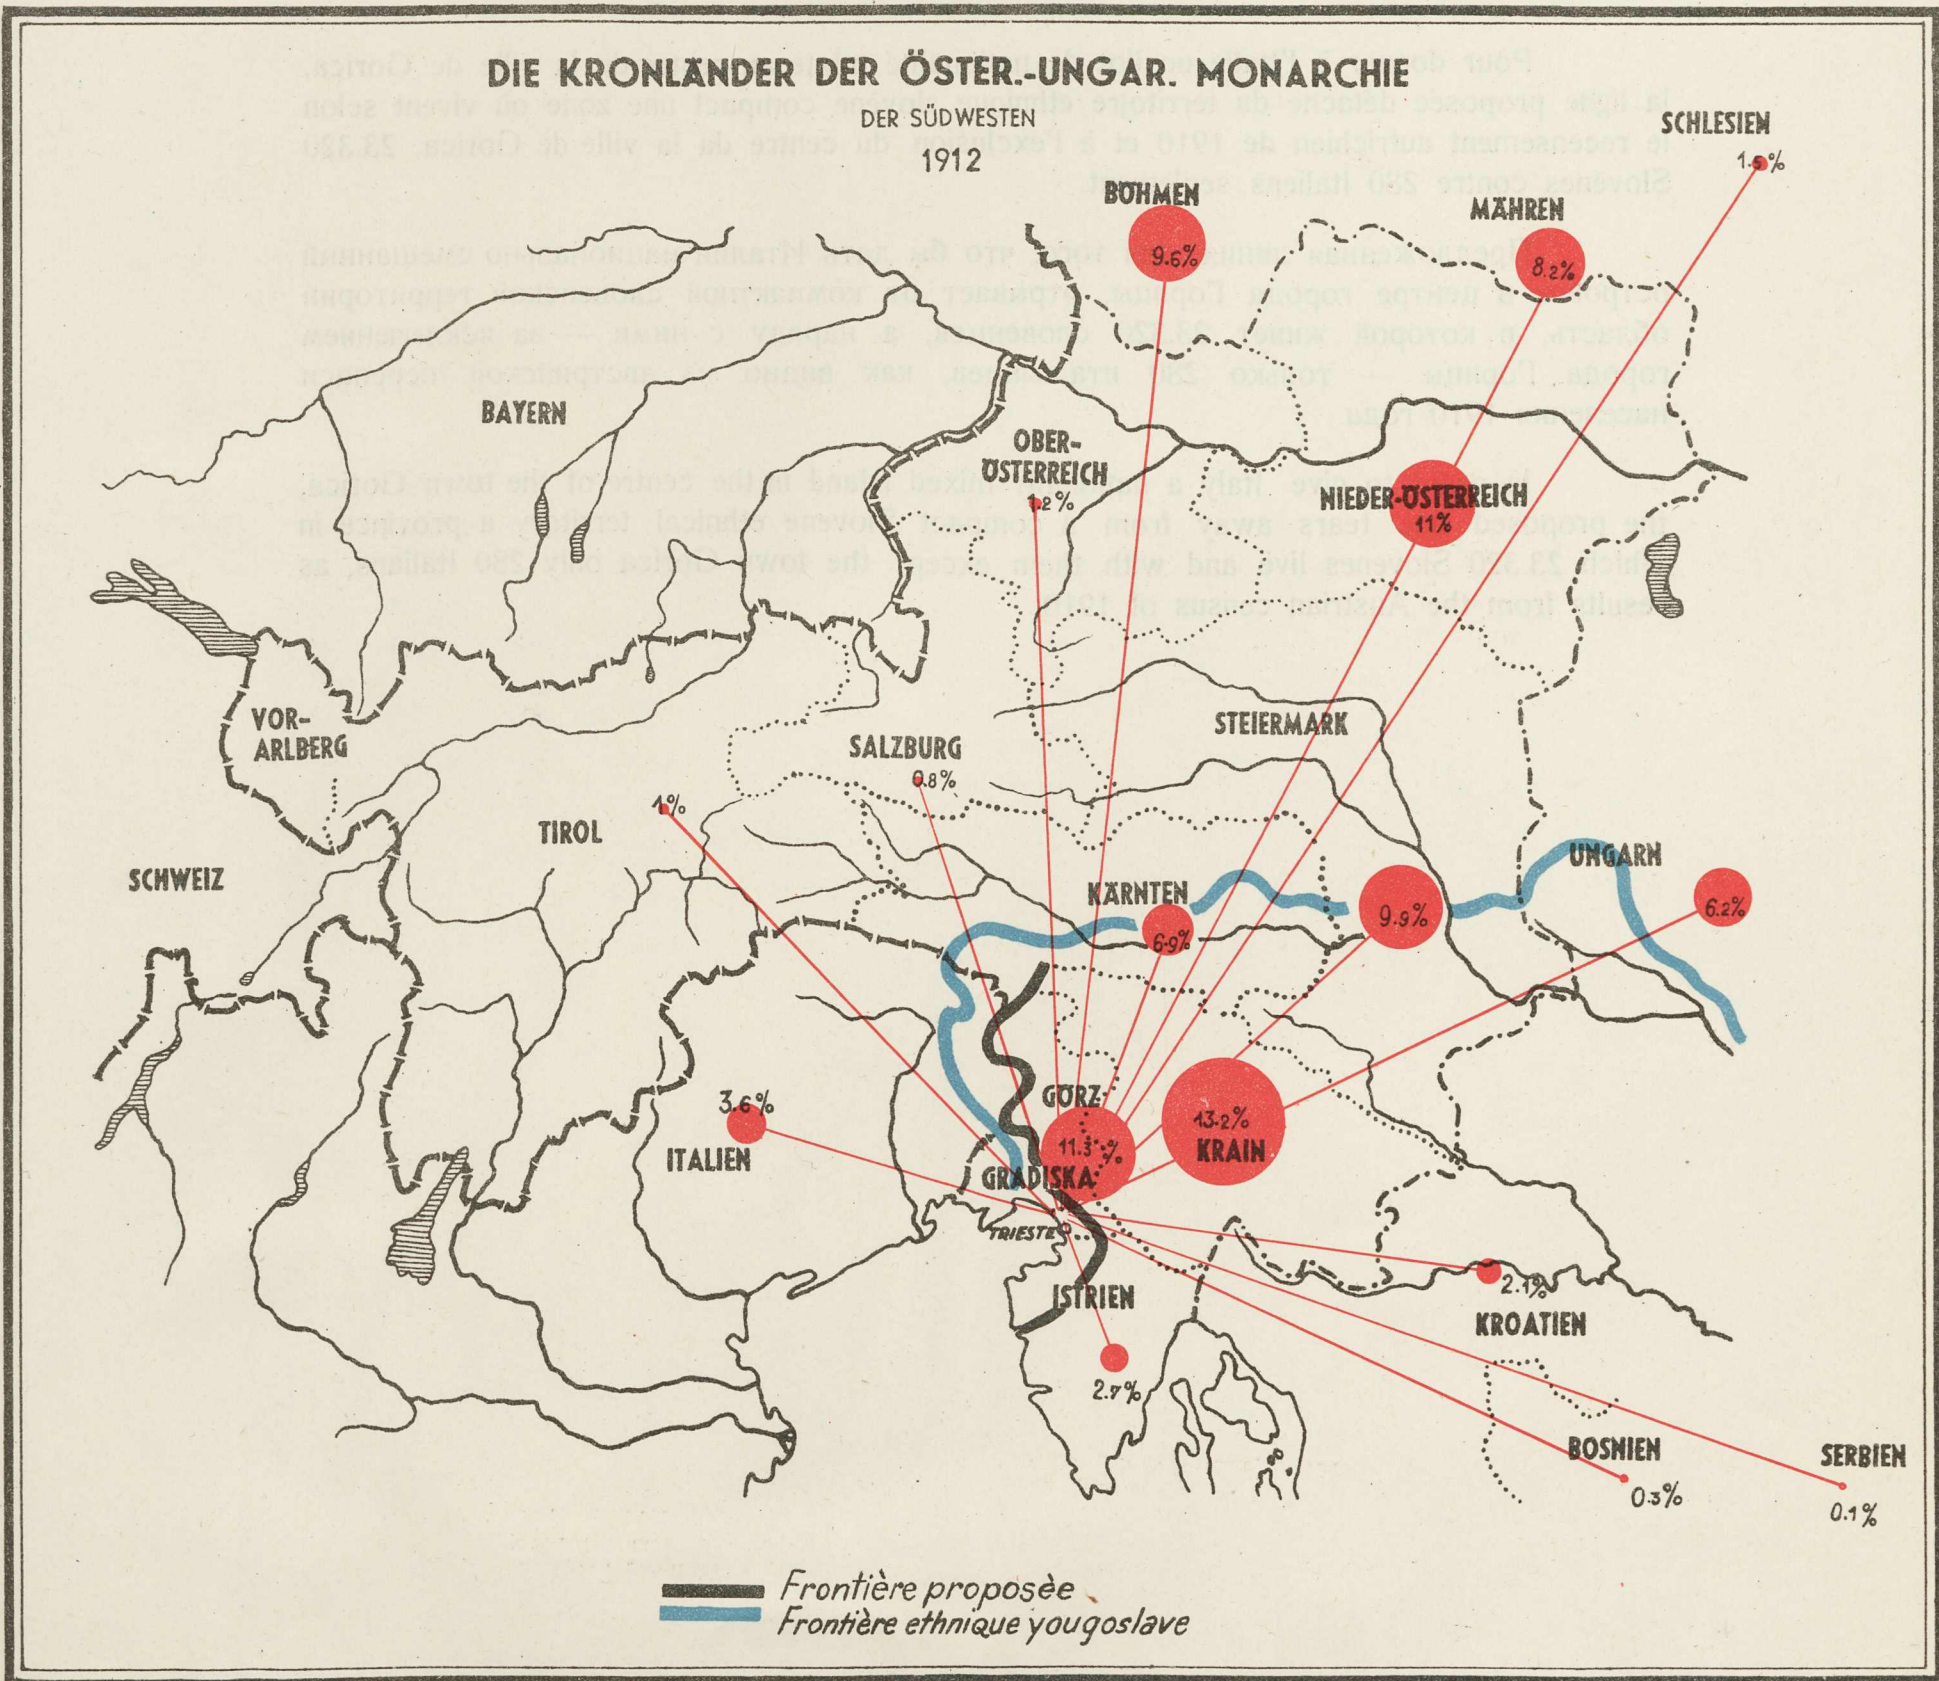 DIE KRONLÄNDER DER ÖSTER.-UNGAR. MONARCHIE
DER SÜDWESTEN
1912
SCHLESIEN
1.5%
BÖHMEN
9.6%
MÄHREN
8.2%
BAYERN
OBER-
ÖSTERREICH
1.2%
NIEDER-ÖSTERREICH
11%
VOR-
ARLBERG
SALZBURG
0.8%
STEIERMARK
1%
TIROL
SCHWEIZ
KÄRNTEN
6.9%
9.9%
UNGARN
6.2%
3.6%
ITALIEN
GÖRZ
11.3%
GRADISKA
13.2%
KRAIN
TRIESTE
ISTRIEN
2.7%
2.1%
KROATIEN
BOSNIEN
0.3%
SERBIEN
0.1%
Frontière proposèe
Frontière ethnique yougoslave